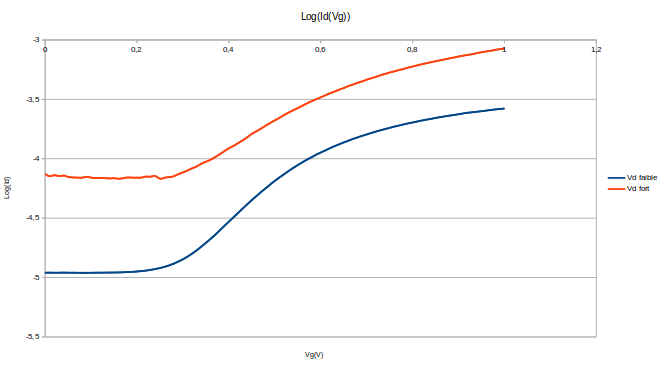 Log(Id(Vg))
-3
0 0,2 0,4 0,6 0,8 1 1,2
-3,5
-4
-4,5
-5
-5,5
Log(Id)
Vg(V)
Vd faible
Vd fort